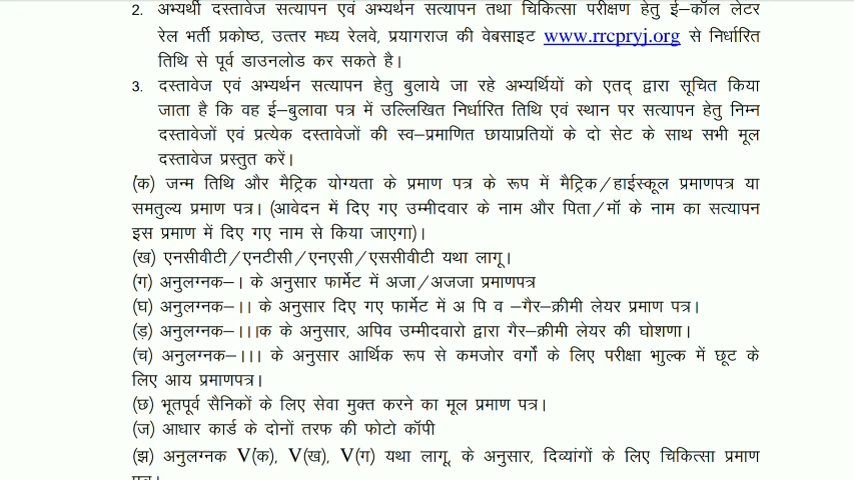 2. अभ्यर्थी दस्तावेज सत्यापन एवं अभ्यर्थन सत्यापन तथा चिकित्सा परीक्षण हेतु ई–कॉल लेटर
रेल भर्ती प्रकोष्ठ, उत्तर मध्य रेलवे, प्रयागराज की वेबसाइट www.rrcpryj.org से निर्धारित
तिथि से पूर्व डाउनलोड कर सकते है।
3. दस्तावेज एवं अभ्यर्थन सत्यापन हेतु बुलाये जा रहे अभ्यर्थियों को एतद् द्वारा सूचित किया
जाता है कि वह ई–बुलावा पत्र में उल्लिखित निर्धारित तिथि एवं स्थान पर सत्यापन हेतु निम्न
दस्तावेजों एवं प्रत्येक दस्तावेजों की स्व–प्रमाणित छायाप्रतियों के दो सेट के साथ सभी मूल
दस्तावेज प्रस्तुत करें।
(क) जन्म तिथि और मैट्रिक योग्यता के प्रमाण पत्र के रूप में मैट्रिक/हाईस्कूल प्रमाणपत्र या
समतुल्य प्रमाण पत्र। (आवेदन में दिए गए उम्मीदवार के नाम और पिता/मॉ के नाम का सत्यापन
इस प्रमाण में दिए गए नाम से किया जाएगा)।
(ख) एनसीवीटी/एनटीसी/एनएसी/एससीवीटी यथा लागू।
(ग) अनुलग्नक–। के अनुसार फार्मेट में अजा/अजजा प्रमाणपत्र
(घ) अनुलग्नक–।। के अनुसार दिए गए फार्मेट में अ पि व –गैर–क्रीमी लेयर प्रमाण पत्र।
(ड़) अनुलग्नक–।।।क के अनुसार, अपिव उम्मीदवारो द्वारा गैर–क्रीमी लेयर की घोशणा।
(च) अनुलग्नक–।।। के अनुसार आर्थिक रूप से कमजोर वर्गों के लिए परीक्षा भाुल्क में छूट के
लिए आय प्रमाणपत्र।
(छ) भूतपूर्व सैनिकों के लिए सेवा मुक्त करने का मूल प्रमाण पत्र।
(ज) आधार कार्ड के दोनों तरफ की फोटो कॉपी
(झ) अनुलग्नक V(क), V(ख), V(ग) यथा लागू, के अनुसार, दिव्यांगों के लिए चिकित्सा प्रमाण
पत्र।